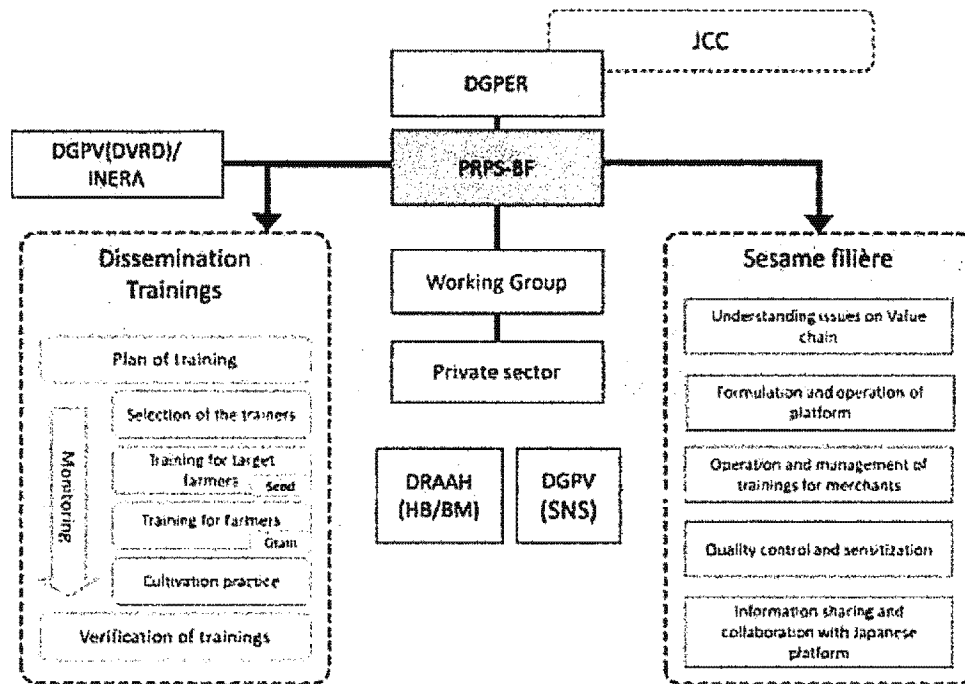 JCC
DGPER
DGPV(DVRD)/
INERA
PRPS-BF
Dissemination
Trainings
Plan of training
Monitoring
Selection of the trainers
Training for target
farmers
Seed
Training for farmers
Grain
Cultivation practice
Verification of trainings
Working Group
Private sector
DRAAH
(HB/BM)
DGPV
(SNS)
Sesame filière
Understanding issues on Value
chain
Formulation and operation of
platform
Operation and management of
trainings for merchants
Quality control and sensitization
Information sharing and
collaboration with Japanese
platform